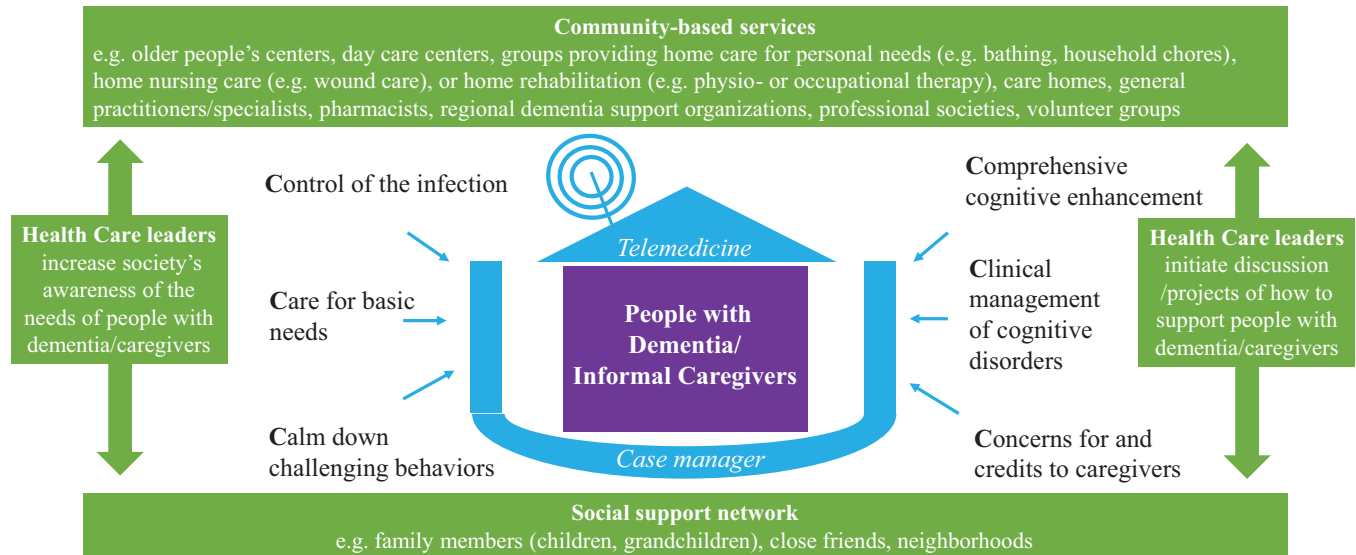 Community-based services
e.g. older people's centers, day care centers, groups providing home care for personal needs (e.g. bathing, household chores),
home nursing care (e.g. wound care), or home rehabilitation (e.g. physio- or occupational therapy), care homes, general
practitioners/specialists, pharmacists, regional dementia support organizations, professional societies, volunteer groups
Health Care leaders
increase society's
awareness of the
needs of people with
dementia/caregivers
Control of the infection
Care for basic
needs
Calm down
challenging behaviors
Telemedicine
People with
Dementia/
Informal Caregivers
Case manager
Comprehensive
cognitive enhancement
Clinical
management
of cognitive
disorders
Concerns for and
credits to caregivers
Health Care leaders
initiate discussion
/projects of how to
support people with
dementia/caregivers
Social support network
e.g. family members (children, grandchildren), close friends, neighborhoods